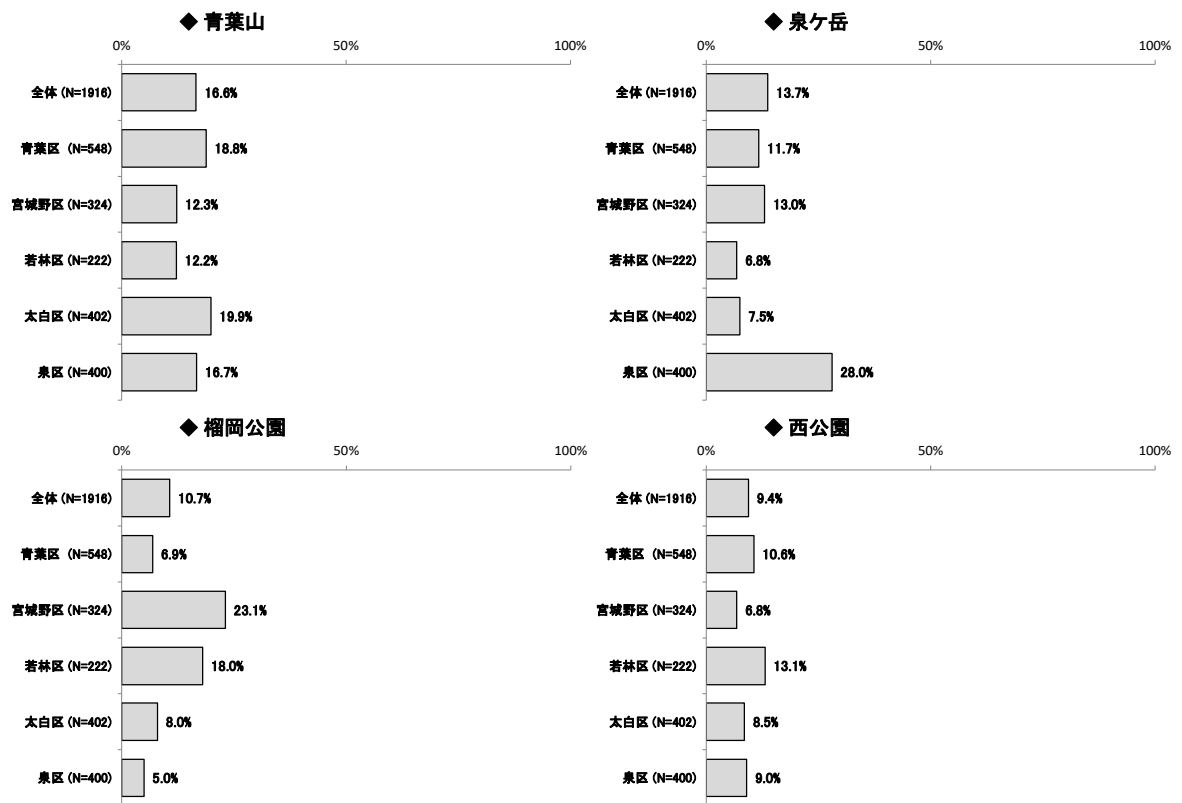 ◆ 青葉山
0% 50% 100%
全体 (N=1916) 16.6%
青葉区 (N=548) 18.8%
宮城野区 (N=324) 12.3%
若林区 (N=222) 12.2%
太白区 (N=402) 19.9%
泉区 (N=400) 16.7%
◆ 泉ケ岳
0% 50% 100%
全体 (N=1916) 13.7%
青葉区 (N=548) 11.7%
宮城野区 (N=324) 13.0%
若林区 (N=222) 6.8%
太白区 (N=402) 7.5%
泉区 (N=400) 28.0%
◆ 榴岡公園
0% 50% 100%
全体 (N=1916) 10.7%
青葉区 (N=548) 6.9%
宮城野区 (N=324) 23.1%
若林区 (N=222) 18.0%
太白区 (N=402) 8.0%
泉区 (N=400) 5.0%
◆ 西公園
0% 50% 100%
全体 (N=1916) 9.4%
青葉区 (N=548) 10.6%
宮城野区 (N=324) 6.8%
若林区 (N=222) 13.1%
太白区 (N=402) 8.5%
泉区 (N=400) 9.0%